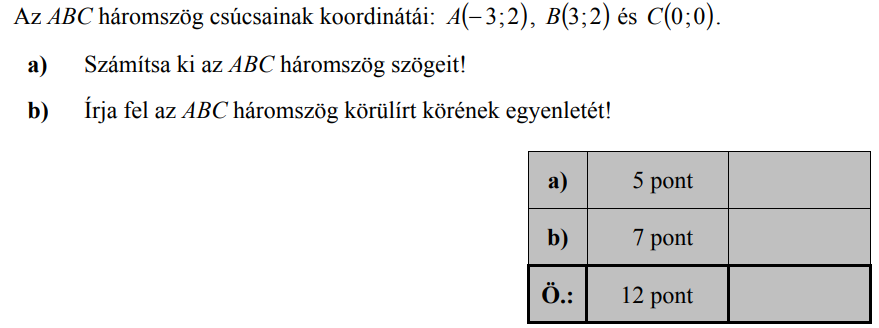 Az ABC háromszög csúcsainak koordinátái: A(−3;2), B(3;2) és C(0;0).
a) Számítsa ki az ABC háromszög szögeit!
b) Írja fel az ABC háromszög körülírt körének egyenletét!
a) 5 pont
b) 7 pont
Ö.: 12 pont